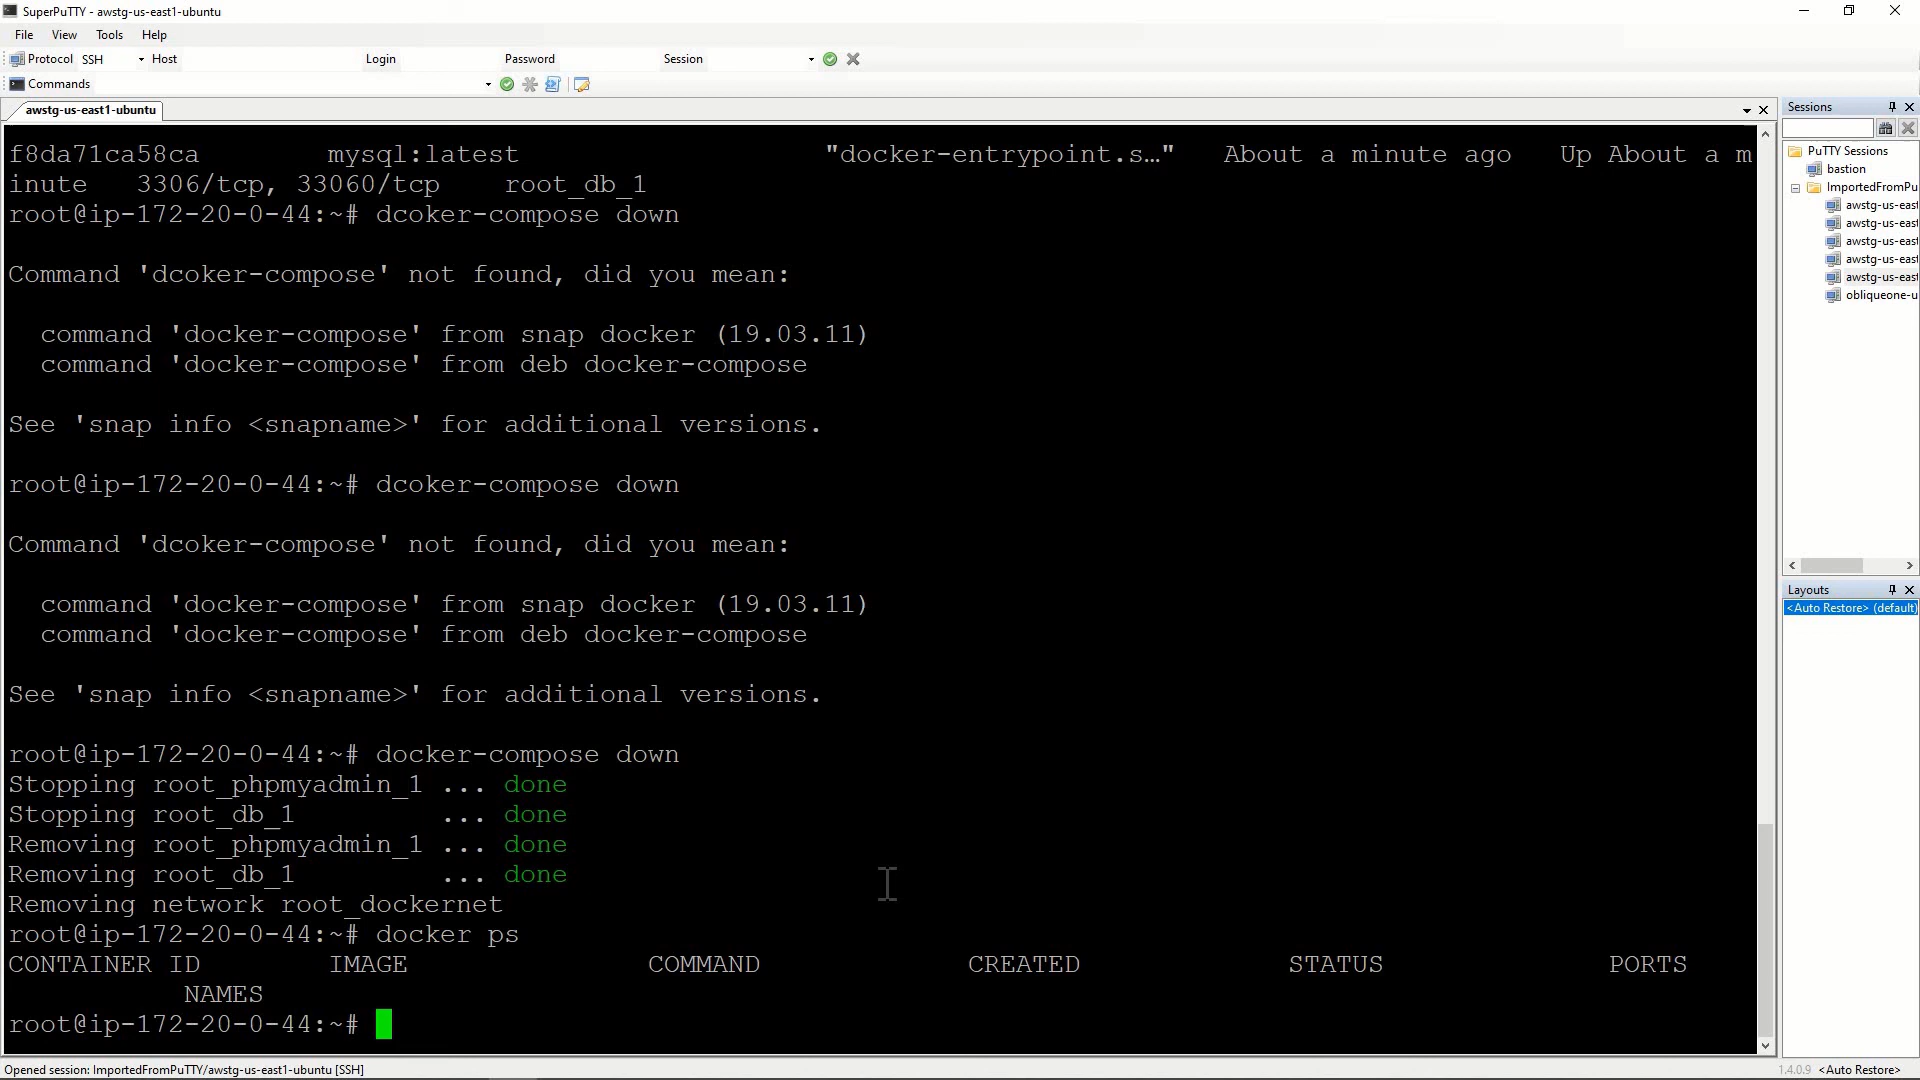 SuperPuTTY - awstg-us-east1-ubuntu
File View Tools Help
Protocol SSH Host Login Password Session
Commands
awstg-us-east1-ubuntu
f8da71ca58ca mysql:latest "docker-entrypoint.s…" About a minute ago Up About a m
inute 3306/tcp, 33060/tcp root_db_1
root@ip-172-20-0-44:~# dcoker-compose down
Command 'dcoker-compose' not found, did you mean:
command 'docker-compose' from snap docker (19.03.11)
command 'docker-compose' from deb docker-compose
See 'snap info <snapname>' for additional versions.
root@ip-172-20-0-44:~# dcoker-compose down
Command 'dcoker-compose' not found, did you mean:
command 'docker-compose' from snap docker (19.03.11)
command 'docker-compose' from deb docker-compose
See 'snap info <snapname>' for additional versions.
root@ip-172-20-0-44:~# docker-compose down
Stopping root_phpmyadmin_1 ... done
Stopping root_db_1 ... done
Removing root_phpmyadmin_1 ... done
Removing root_db_1 ... done
Removing network root_dockernet
root@ip-172-20-0-44:~# docker ps
CONTAINER ID IMAGE COMMAND CREATED STATUS PORTS
NAMES
root@ip-172-20-0-44:~#
Sessions
PuTTY Sessions
bastion
ImportedFromPu
awstg-us-east
awstg-us-east
awstg-us-east
awstg-us-east
awstg-us-east
obliqueone-u
Layouts
<Auto Restore> (default)
Opened session: ImportedFromPuTTY/awstg-us-east1-ubuntu [SSH]
1.4.0.9 <Auto Restore>